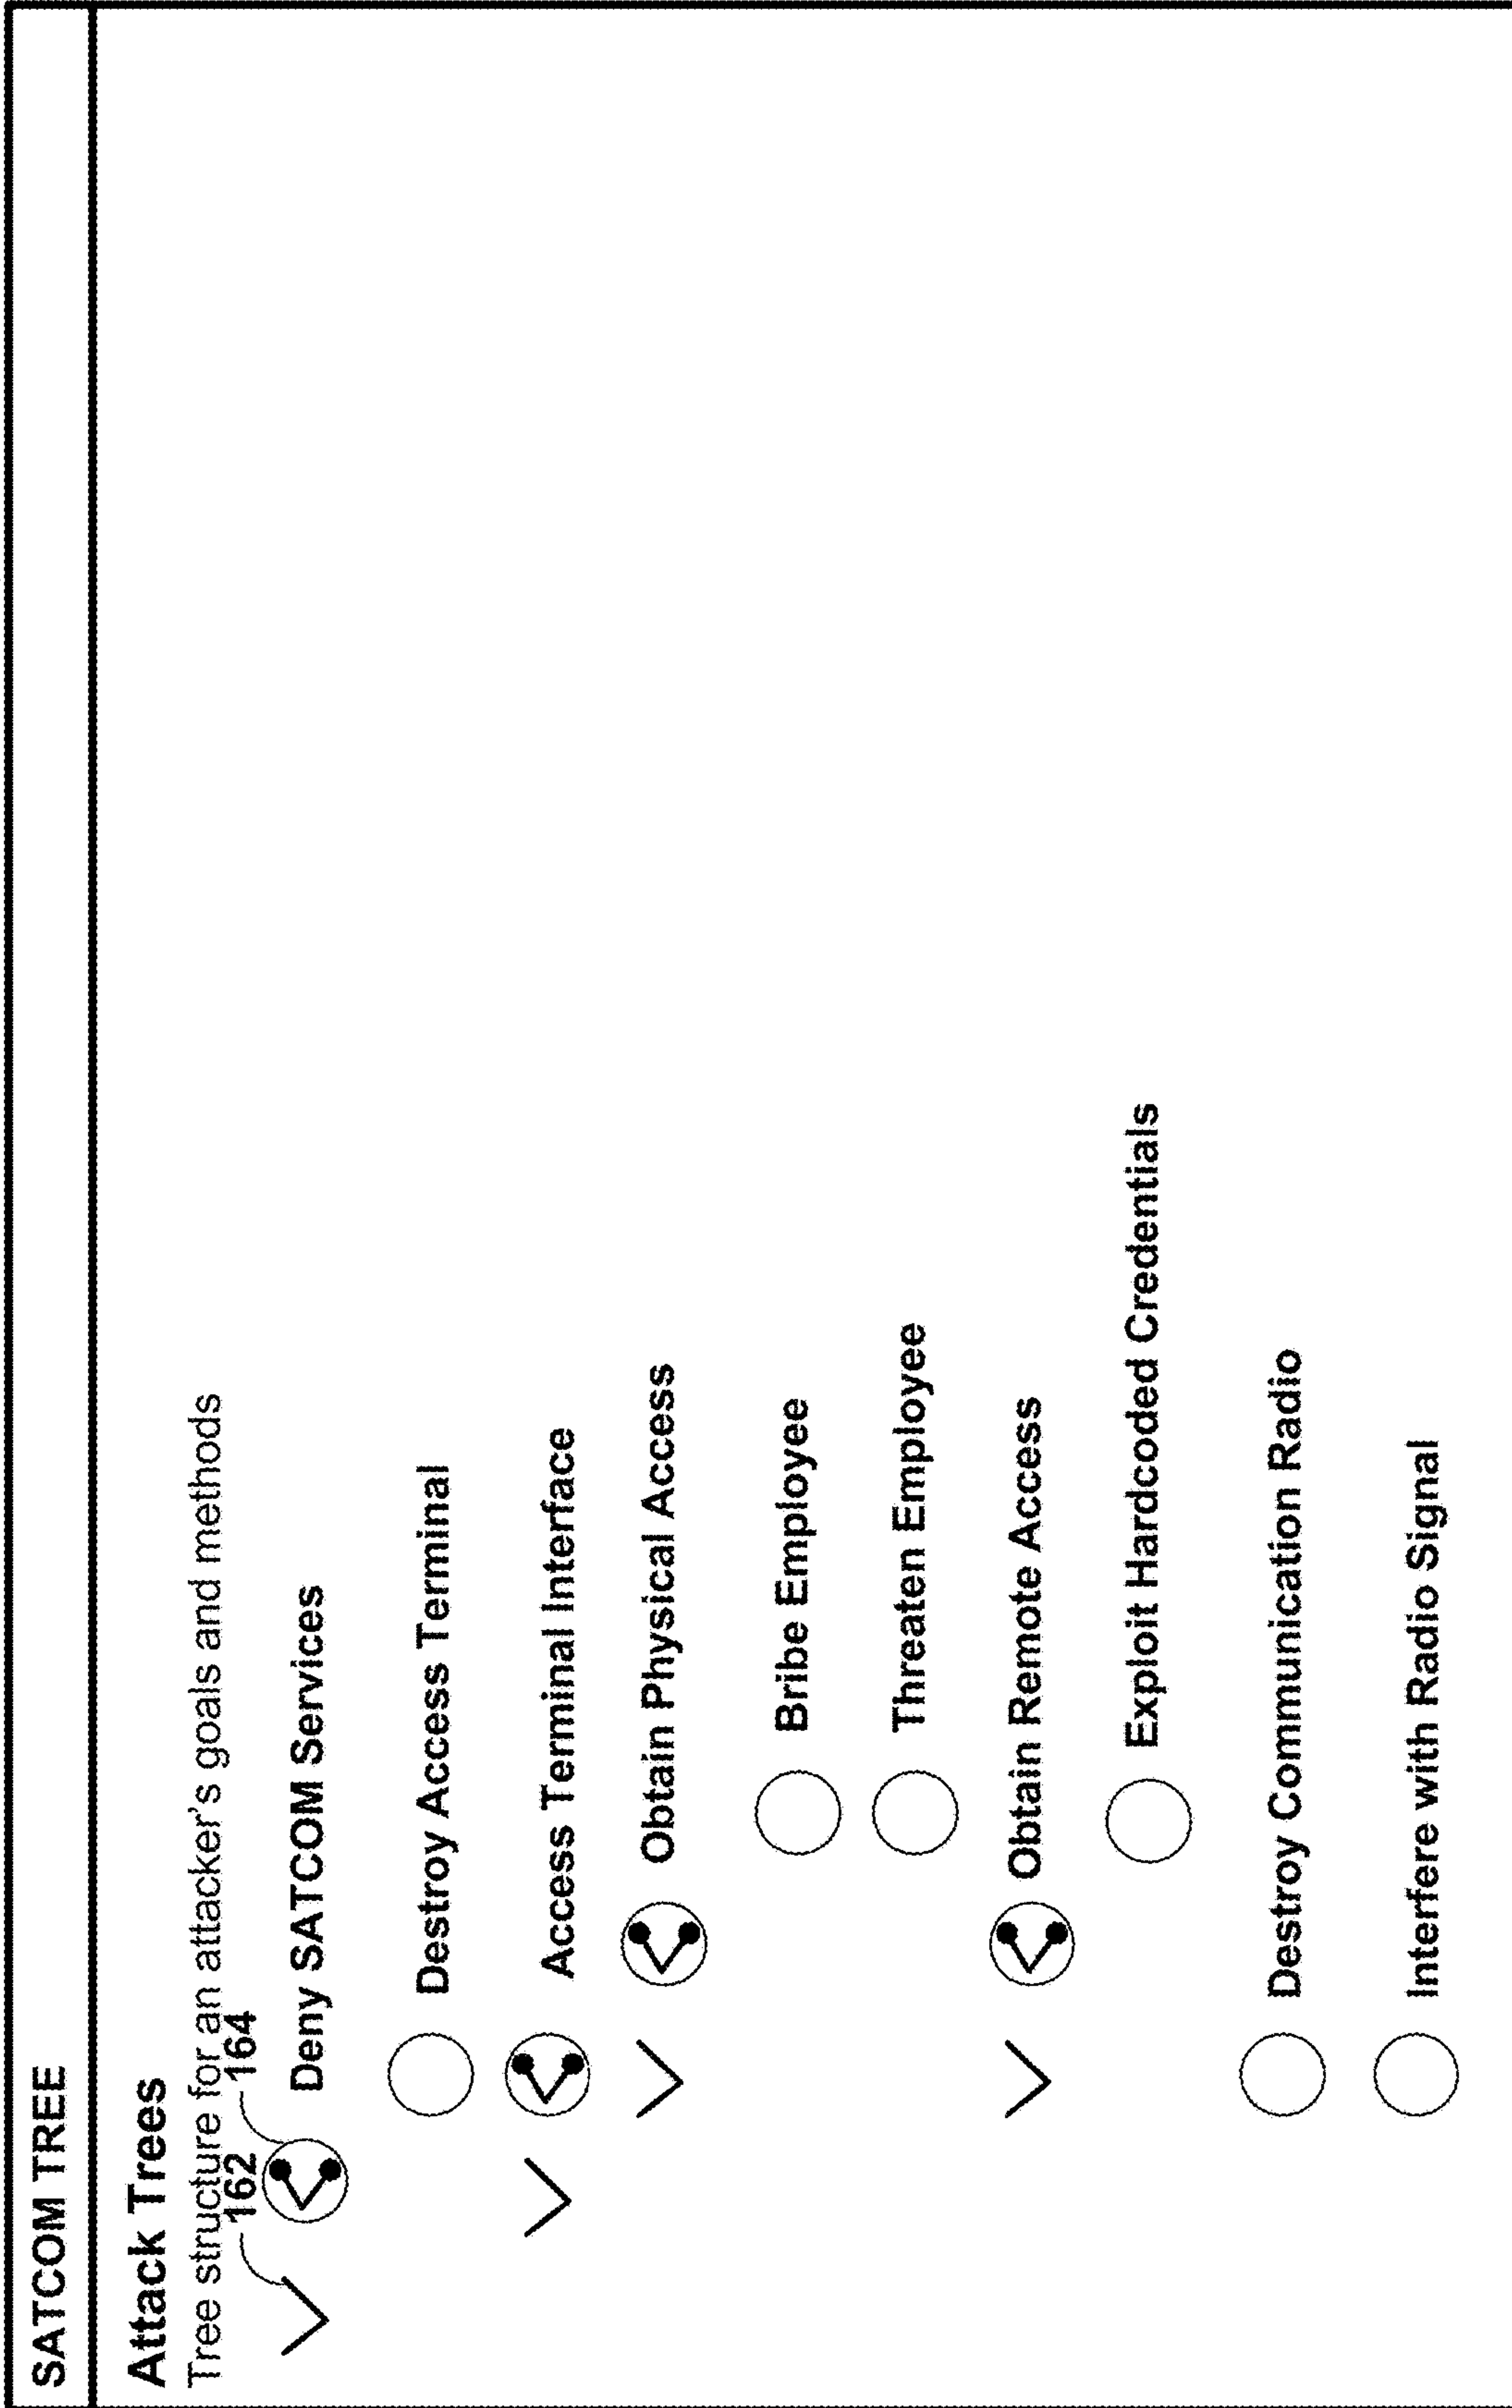 SATCOM TREE
Attack Trees
Tree structure for an attacker's goals and methods
162
164
Deny SATCOM Services
Destroy Access Terminal
Access Terminal Interface
Obtain Physical Access
Bribe Employee
Threaten Employee
Obtain Remote Access
Exploit Hardcoded Credentials
Destroy Communication Radio
Interfere with Radio Signal